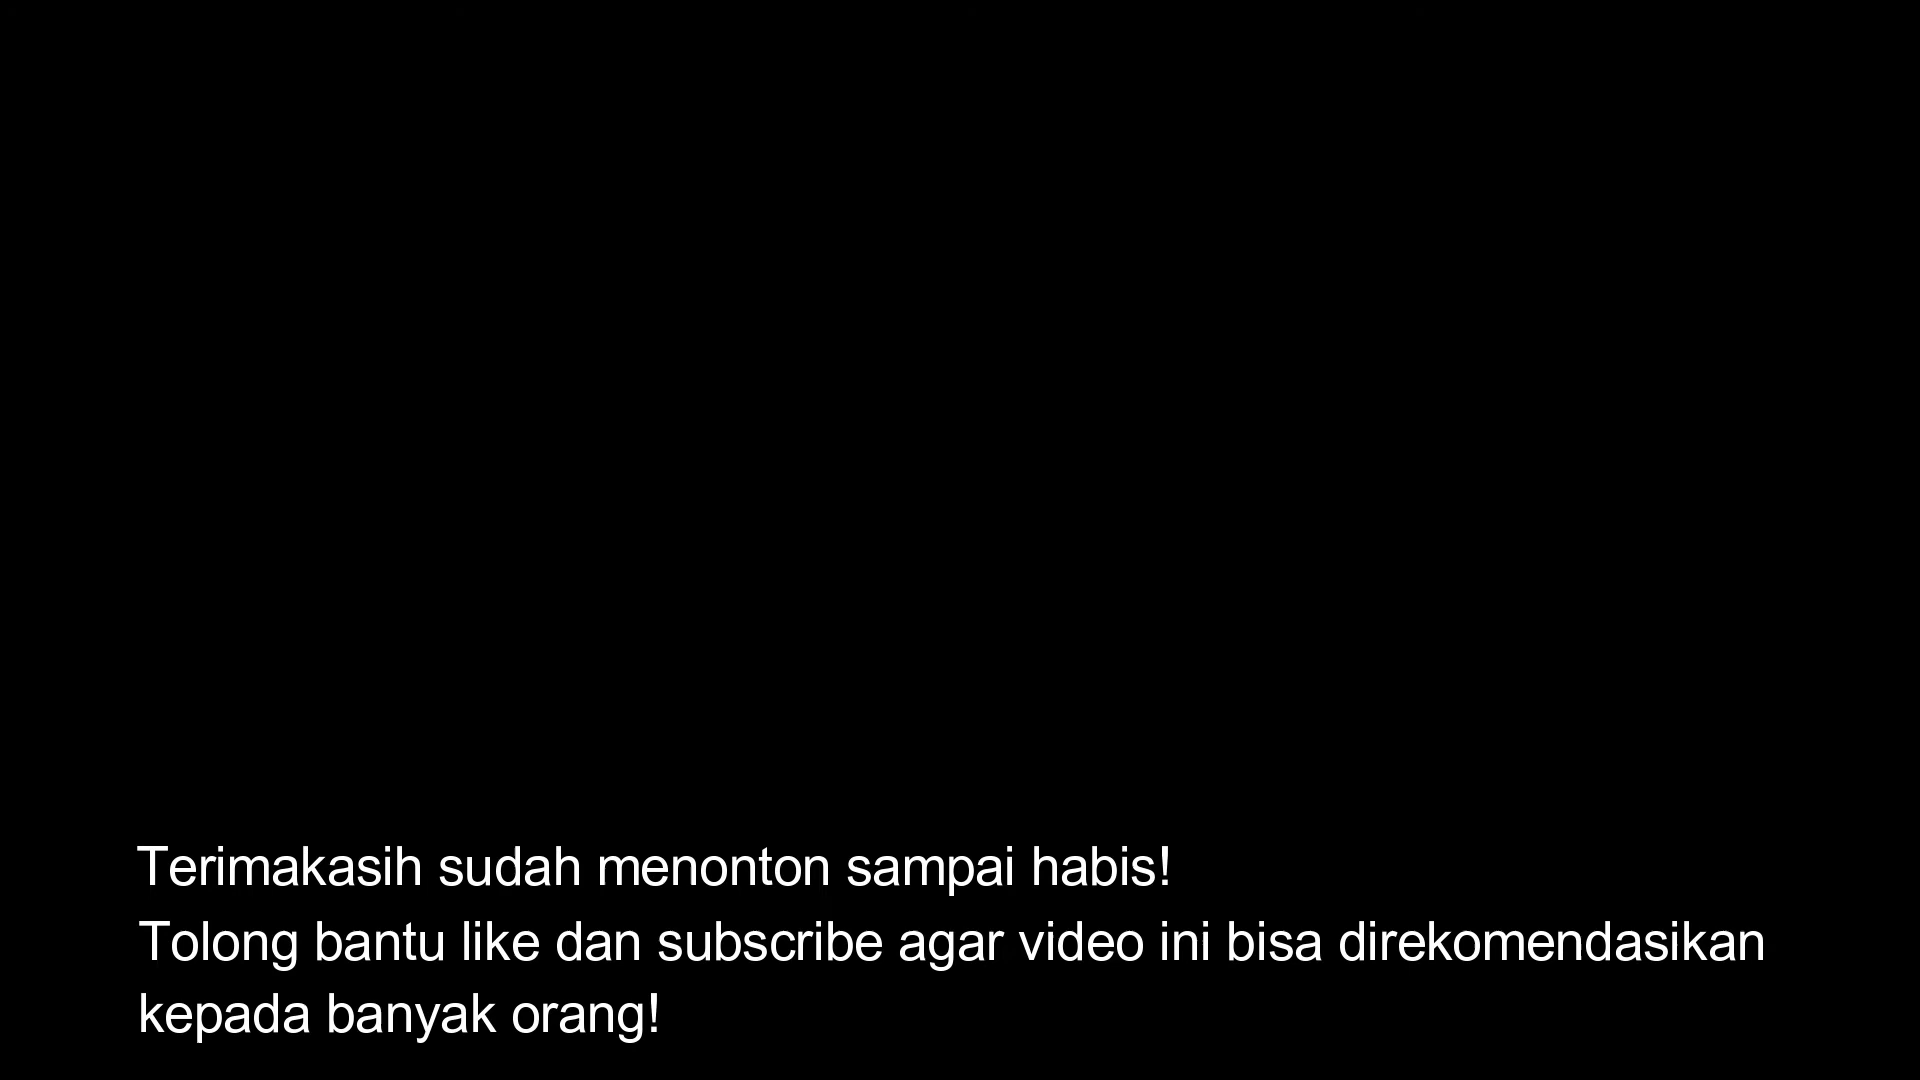 Terimakasih sudah menonton sampai habis!
Tolong bantu like dan subscribe agar video ini bisa direkomendasikan
kepada banyak orang!